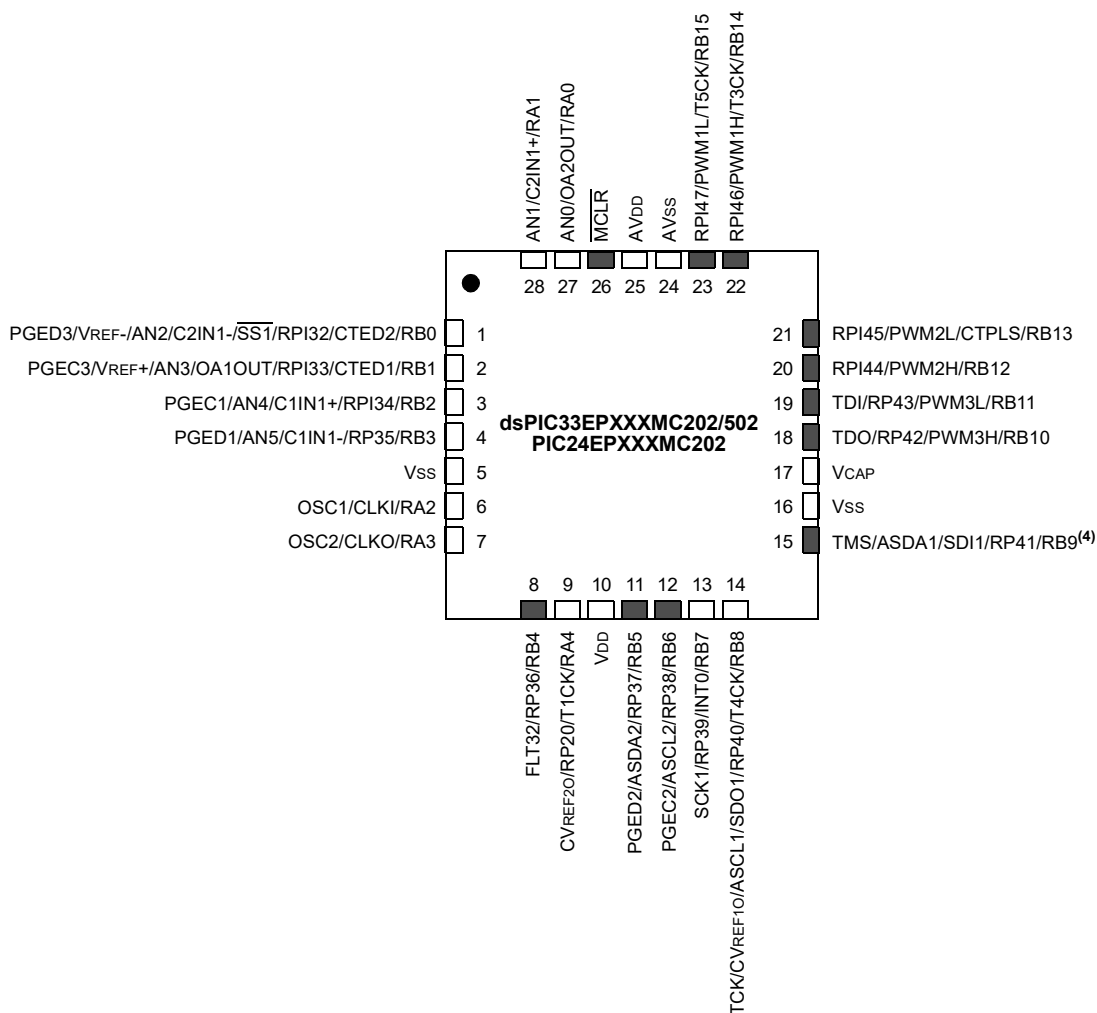 AN1/C2IN1+/RA1
AN0/OA2OUT/RA0
MCLR
AVDD
AVSS
RPI47/PWM1L/T5CK/RB15
RPI46/PWM1H/T3CK/RB14
28 27 26 25 24 23 22
PGED3/VREF-/AN2/C2IN1-/SS1/RPI32/CTED2/RB0 1
PGEC3/VREF+/AN3/OA1OUT/RPI33/CTED1/RB1 2
PGEC1/AN4/C1IN1+/RPI34/RB2 3
PGED1/AN5/C1IN1-/RP35/RB3 4
VSS 5
OSC1/CLKI/RA2 6
OSC2/CLKO/RA3 7
dsPIC33EPXXXMC202/502
PIC24EPXXXMC202
21 RPI45/PWM2L/CTPLS/RB13
20 RPI44/PWM2H/RB12
19 TDI/RP43/PWM3L/RB11
18 TDO/RP42/PWM3H/RB10
17 VCAP
16 VSS
15 TMS/ASDA1/SDI1/RP41/RB9(4)
8 9 10 11 12 13 14
FLT32/RP36/RB4
CVREF2O/RP20/T1CK/RA4
VDD
PGED2/ASDA2/RP37/RB5
PGEC2/ASCL2/RP38/RB6
SCK1/RP39/INT0/RB7
TCK/CVREF1O/ASCL1/SDO1/RP40/T4CK/RB8